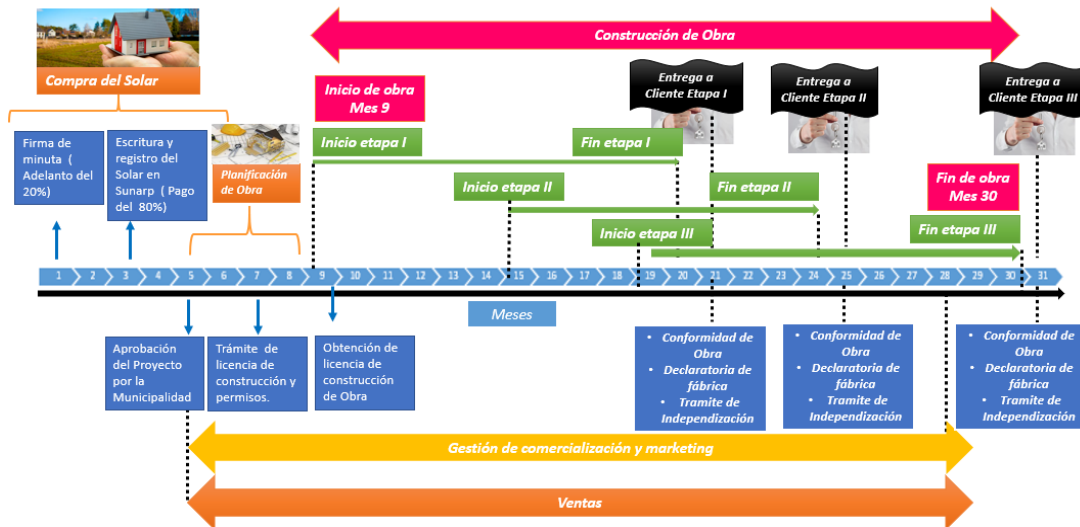 Construcción de Obra
Compra del Solar
Entrega a
Cliente Etapa I
Entrega a
Cliente Etapa II
Entrega a
Cliente Etapa III
Inicio de obra
Mes 9
Firma de
minuta (
Adelanto del
20%)
Escritura y
registro del
Solar en
Sunarp ( Pago
del 80%)
Planificación
de Obra
Inicio etapa I
Fin etapa I
Inicio etapa II
Fin etapa II
Fin de obra
Mes 30
Inicio etapa III
Fin etapa III
1 2 3 4 5 6 7 8 9 10 11 12 13 14 15 16 17 18 19 20 21 22 23 24 25 26 27 28 29 30 31
Meses
Aprobación
del Proyecto
por la
Municipalidad
Trámite de
licencia de
construcción y
permisos.
Obtención de
licencia de
construcción
de Obra
• Conformidad de
Obra
• Declaratoria de
fábrica
• Tramite de
Independización
• Conformidad de
Obra
• Declaratoria de
fábrica
• Tramite de
Independización
• Conformidad de
Obra
• Declaratoria de
fábrica
• Tramite de
Independización
Gestión de comercialización y marketing
Ventas